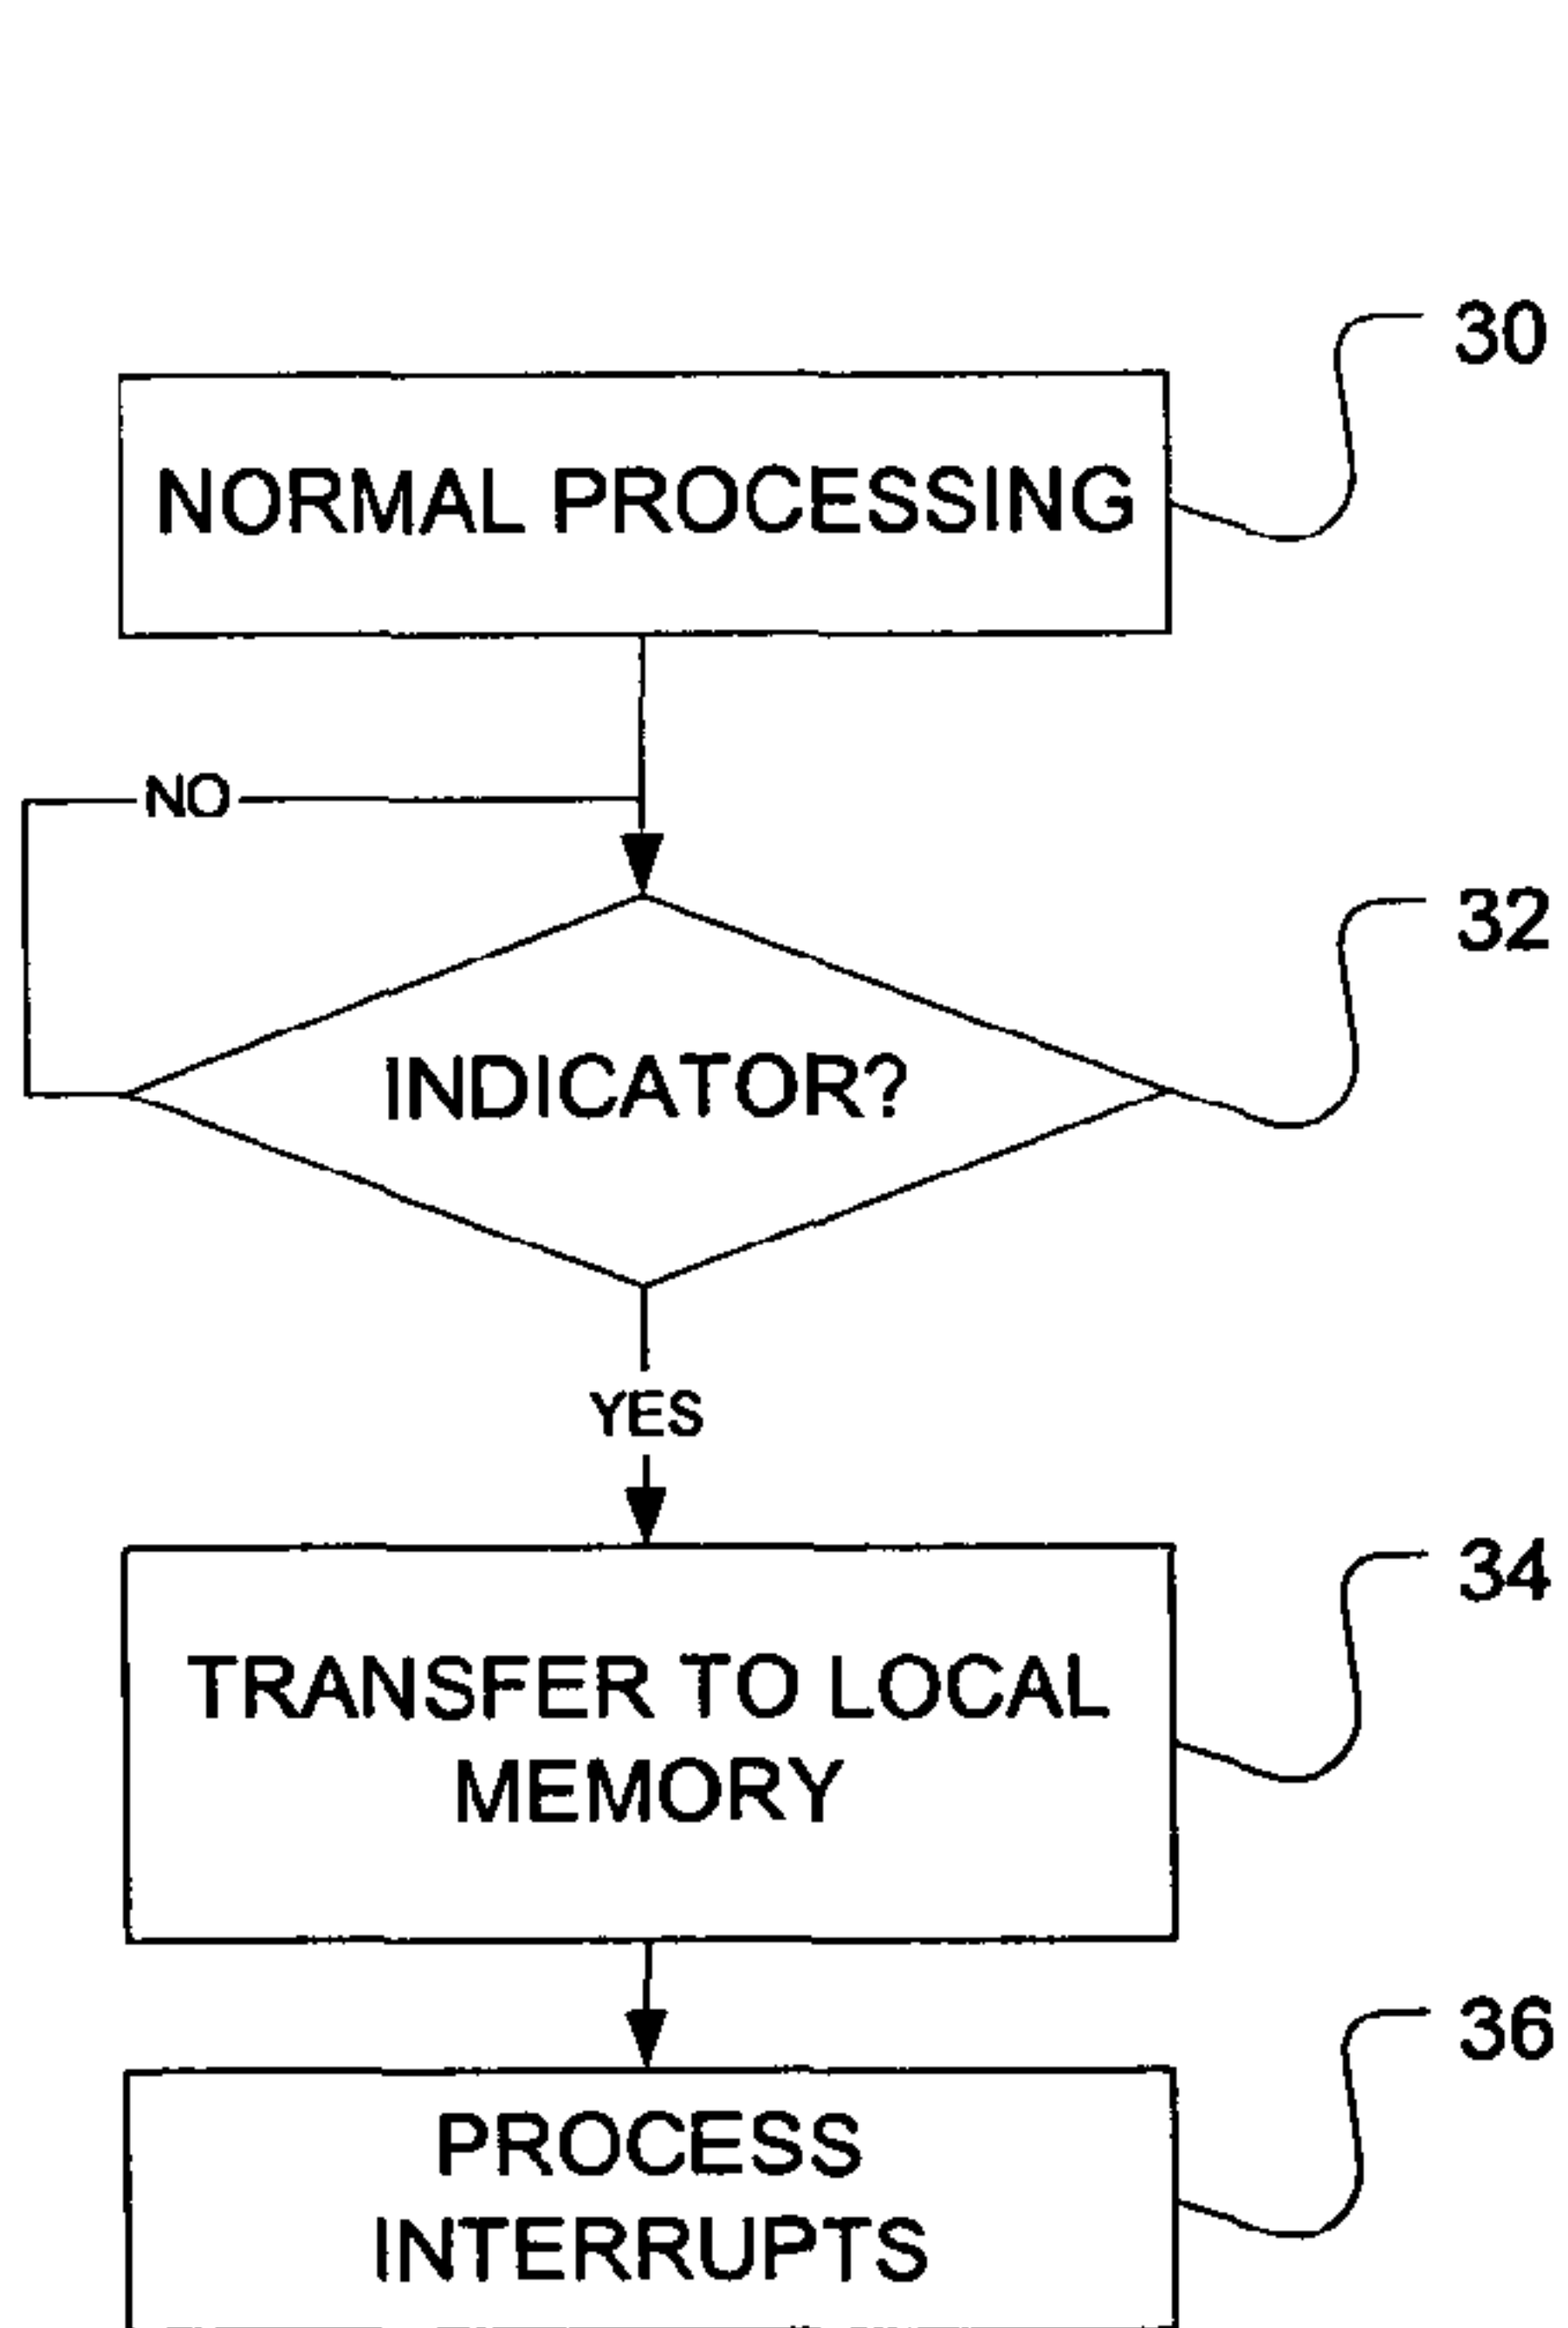 30
NORMAL PROCESSING
NO
32
INDICATOR?
YES
34
TRANSFER TO LOCAL
MEMORY
36
PROCESS
INTERRUPTS